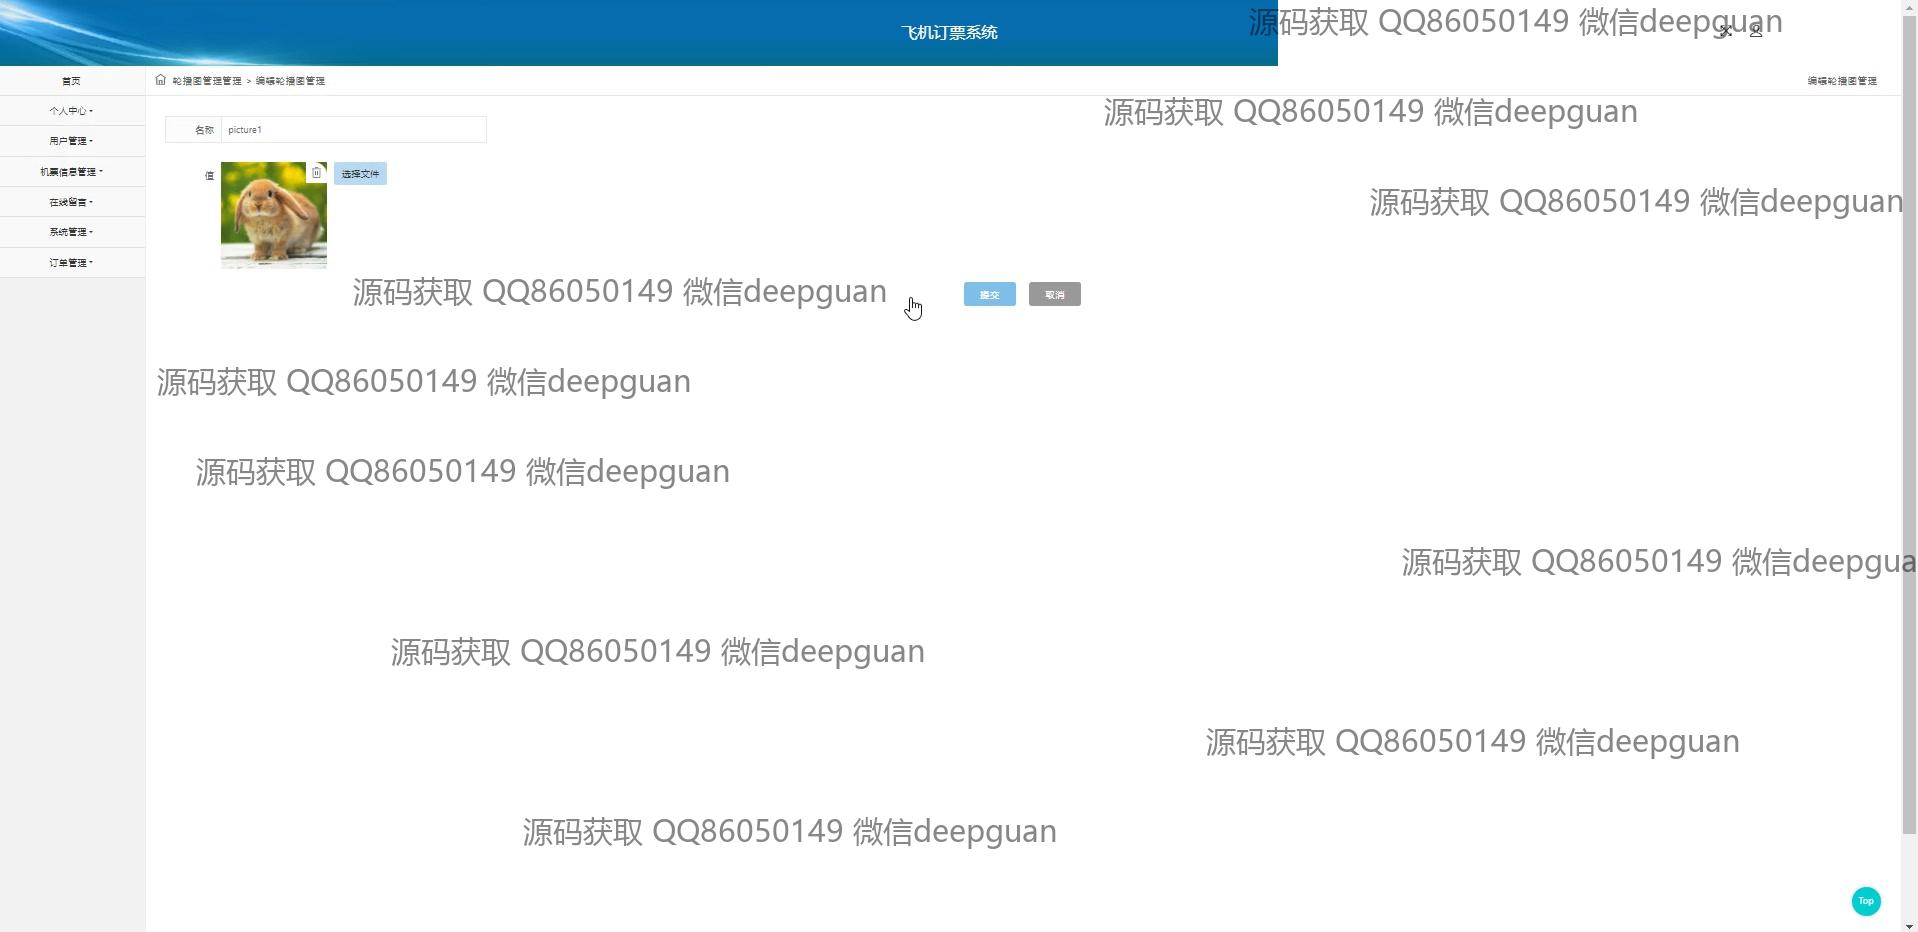 飞机订票系统
源码获取 QQ86050149 微信deepguan
首页
轮播图管理管理 > 编辑轮播图管理
编辑轮播图管理
个人中心
源码获取 QQ86050149 微信deepguan
名称 picture1
用户管理
机票信息管理
值
选择文件
在线留言
源码获取 QQ86050149 微信deepguan
系统管理
订单管理
源码获取 QQ86050149 微信deepguan
提交
取消
源码获取 QQ86050149 微信deepguan
源码获取 QQ86050149 微信deepguan
源码获取 QQ86050149 微信deepgua
源码获取 QQ86050149 微信deepguan
源码获取 QQ86050149 微信deepguan
源码获取 QQ86050149 微信deepguan
Top